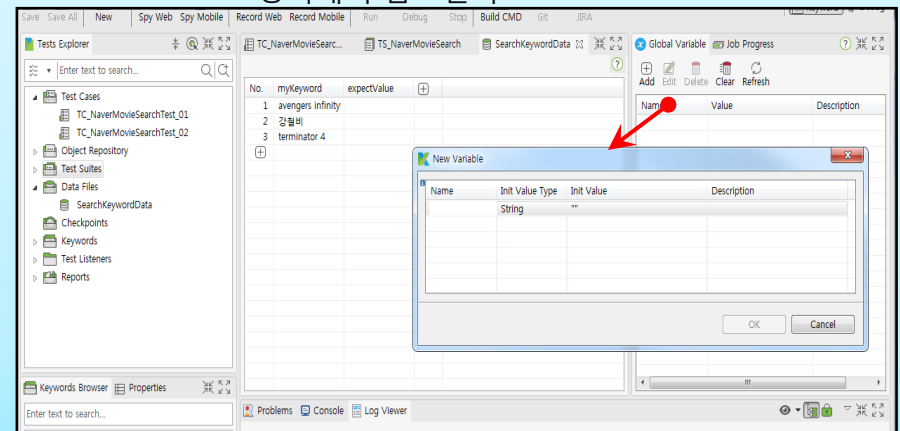 Save Save All New Spy Web Spy Mobile Record Web Record Mobile Run Debug Stop Build CMD Git JIRA
Tests Explorer
Enter text to search...
Test Cases
TC_NaverMovieSearchTest_01
TC_NaverMovieSearchTest_02
Object Repository
Test Suites
Data Files
SearchKeywordData
Checkpoints
Keywords
Test Listeners
Reports
Keywords Browser Properties
Enter text to search...
TC_NaverMovieSearc... TS_NaverMovieSearch SearchKeywordData
No. myKeyword expectValue
1 avengers infinity
2 강철비
3 terminator 4
Problems Console Log Viewer
Global Variable Job Progress
Add Edit Delete Clear Refresh
Value Description
New Variable
Name Init Value Type Init Value Description
String ""
OK Cancel